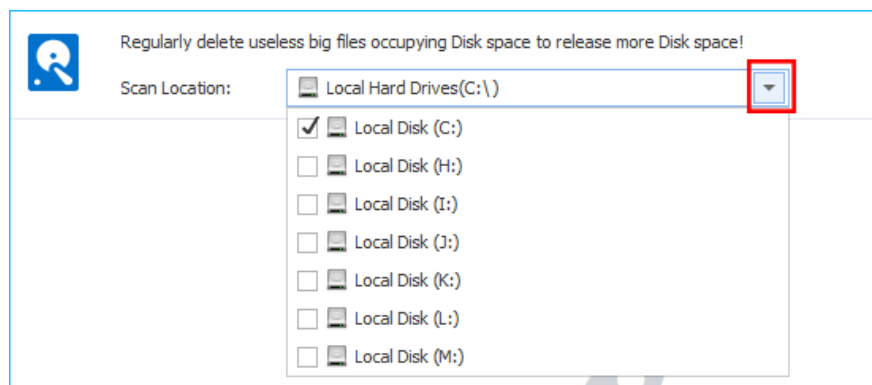 Regularly delete useless big files occupying Disk space to release more Disk space!
Scan Location: Local Hard Drives(C:\)
Local Disk (C:)
Local Disk (H:)
Local Disk (I:)
Local Disk (J:)
Local Disk (K:)
Local Disk (L:)
Local Disk (M:)